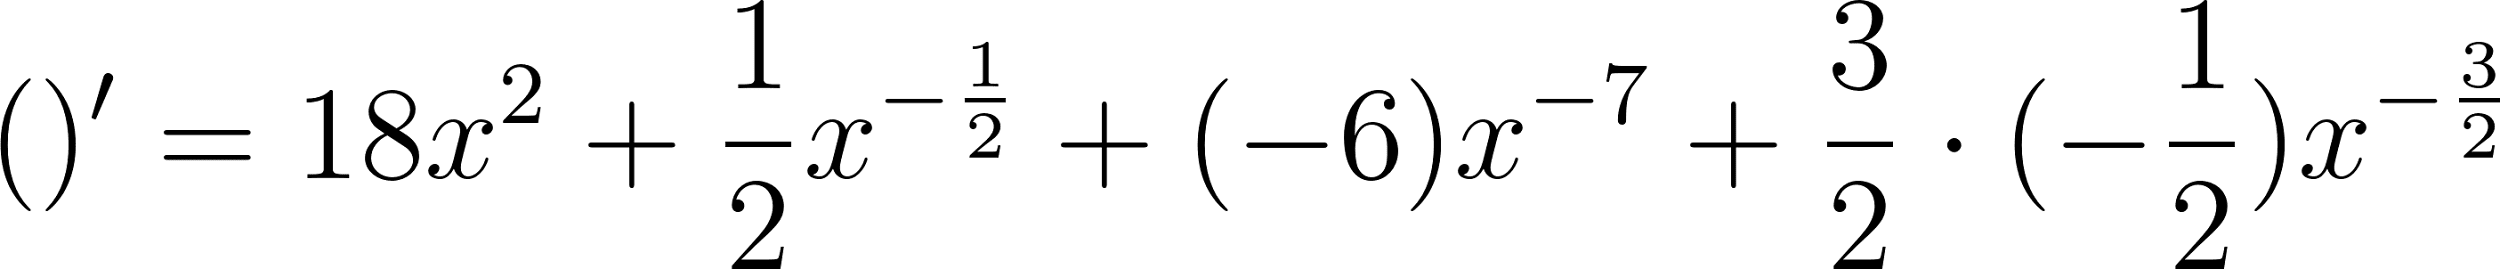 ()′ = 18x^2 + \frac{1}{2}x^{-\frac{1}{2}} + (−6)x^{−7} + \frac{3}{2} · (−\frac{1}{2})x^{−\frac{3}{2}}